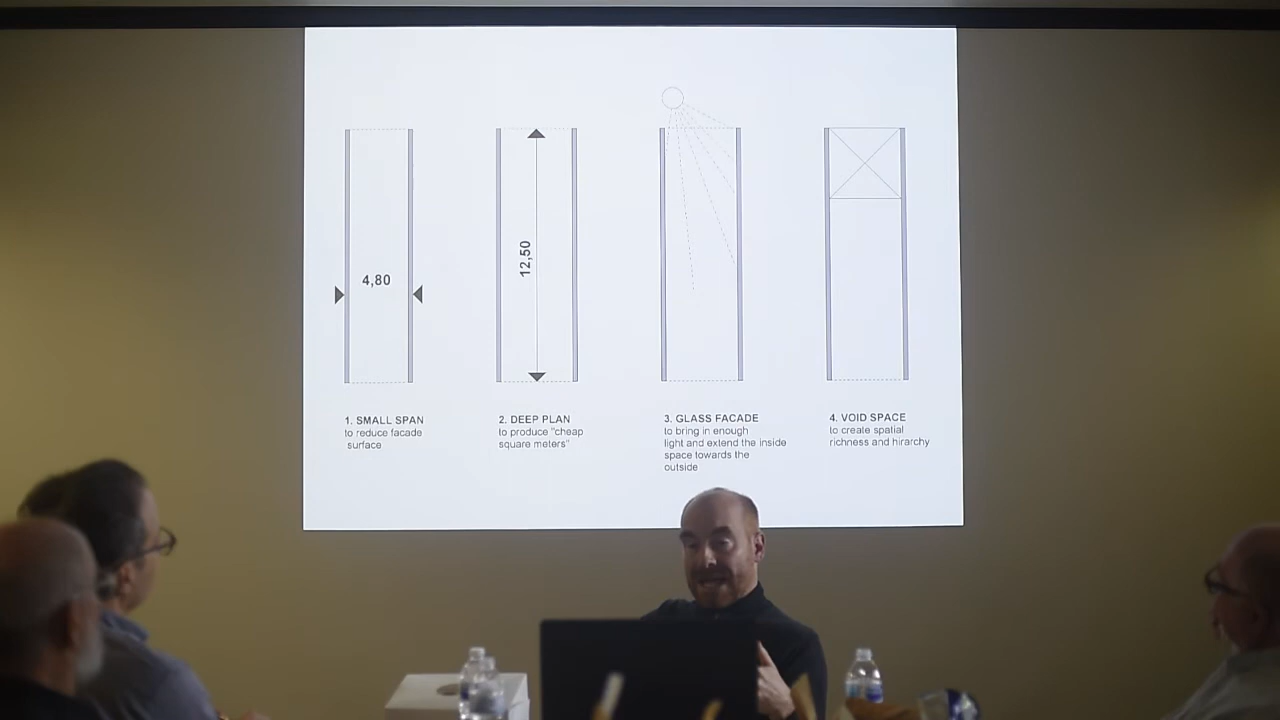 4,80
12,50
1. SMALL SPAN
to reduce facade
surface
2. DEEP PLAN
to produce "cheap
square meters"
3. GLASS FACADE
to bring in enough
light and extend the inside
space towards the
outside
4. VOID SPACE
to create spatial
richness and hirarchy